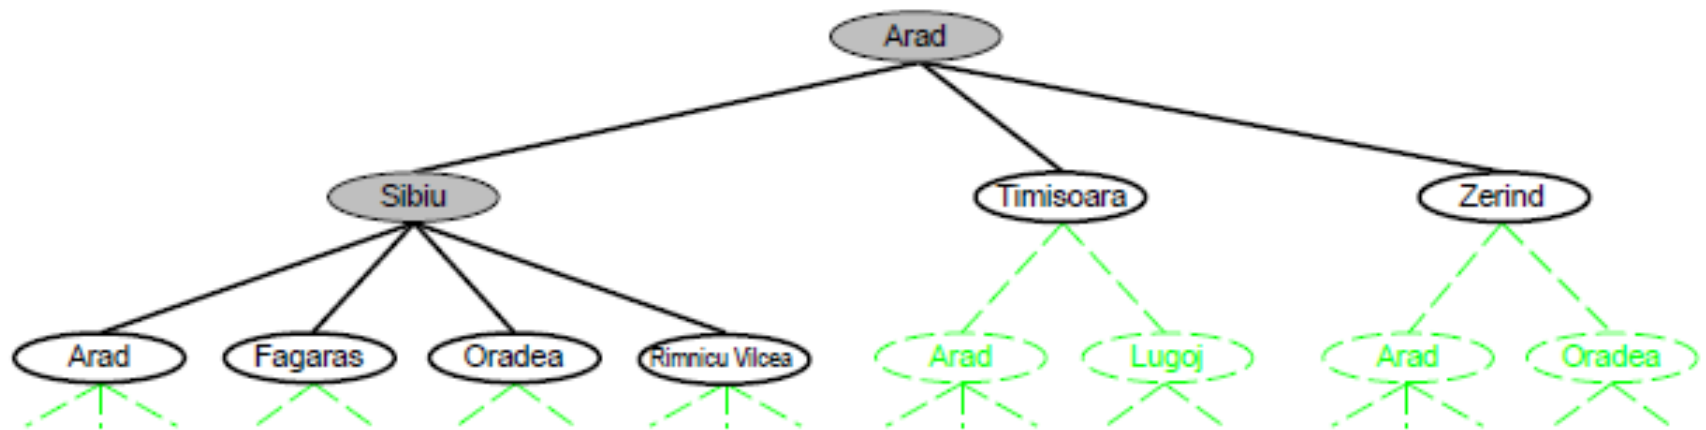 Arad
Sibiu Timisoara Zerind
Arad Fagaras Oradea Rimnicu Vilcea Arad Lugoj Arad Oradea